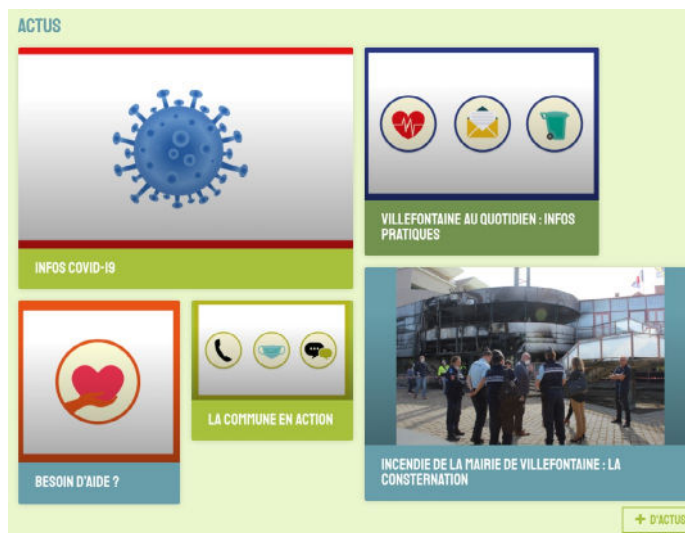 ACTUS
INFOS COVID-19
VILLEFONTAINE AU QUOTIDIEN : INFOS
PRATIQUES
BESOIN D'AIDE ?
LA COMMUNE EN ACTION
INCENDIE DE LA MAIRIE DE VILLEFONTAINE : LA
CONSTERNATION
+ D'ACTUS